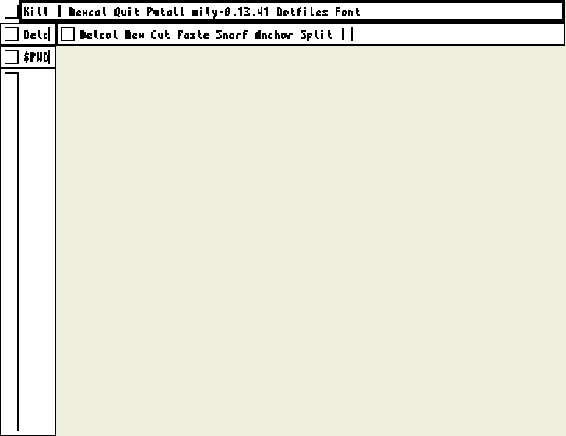 Kill | Newcol Quit Putall mily-0.13.41 Dotfiles Font
Delc Delcol New Cut Paste Snarf Anchor Split ||
$PWD